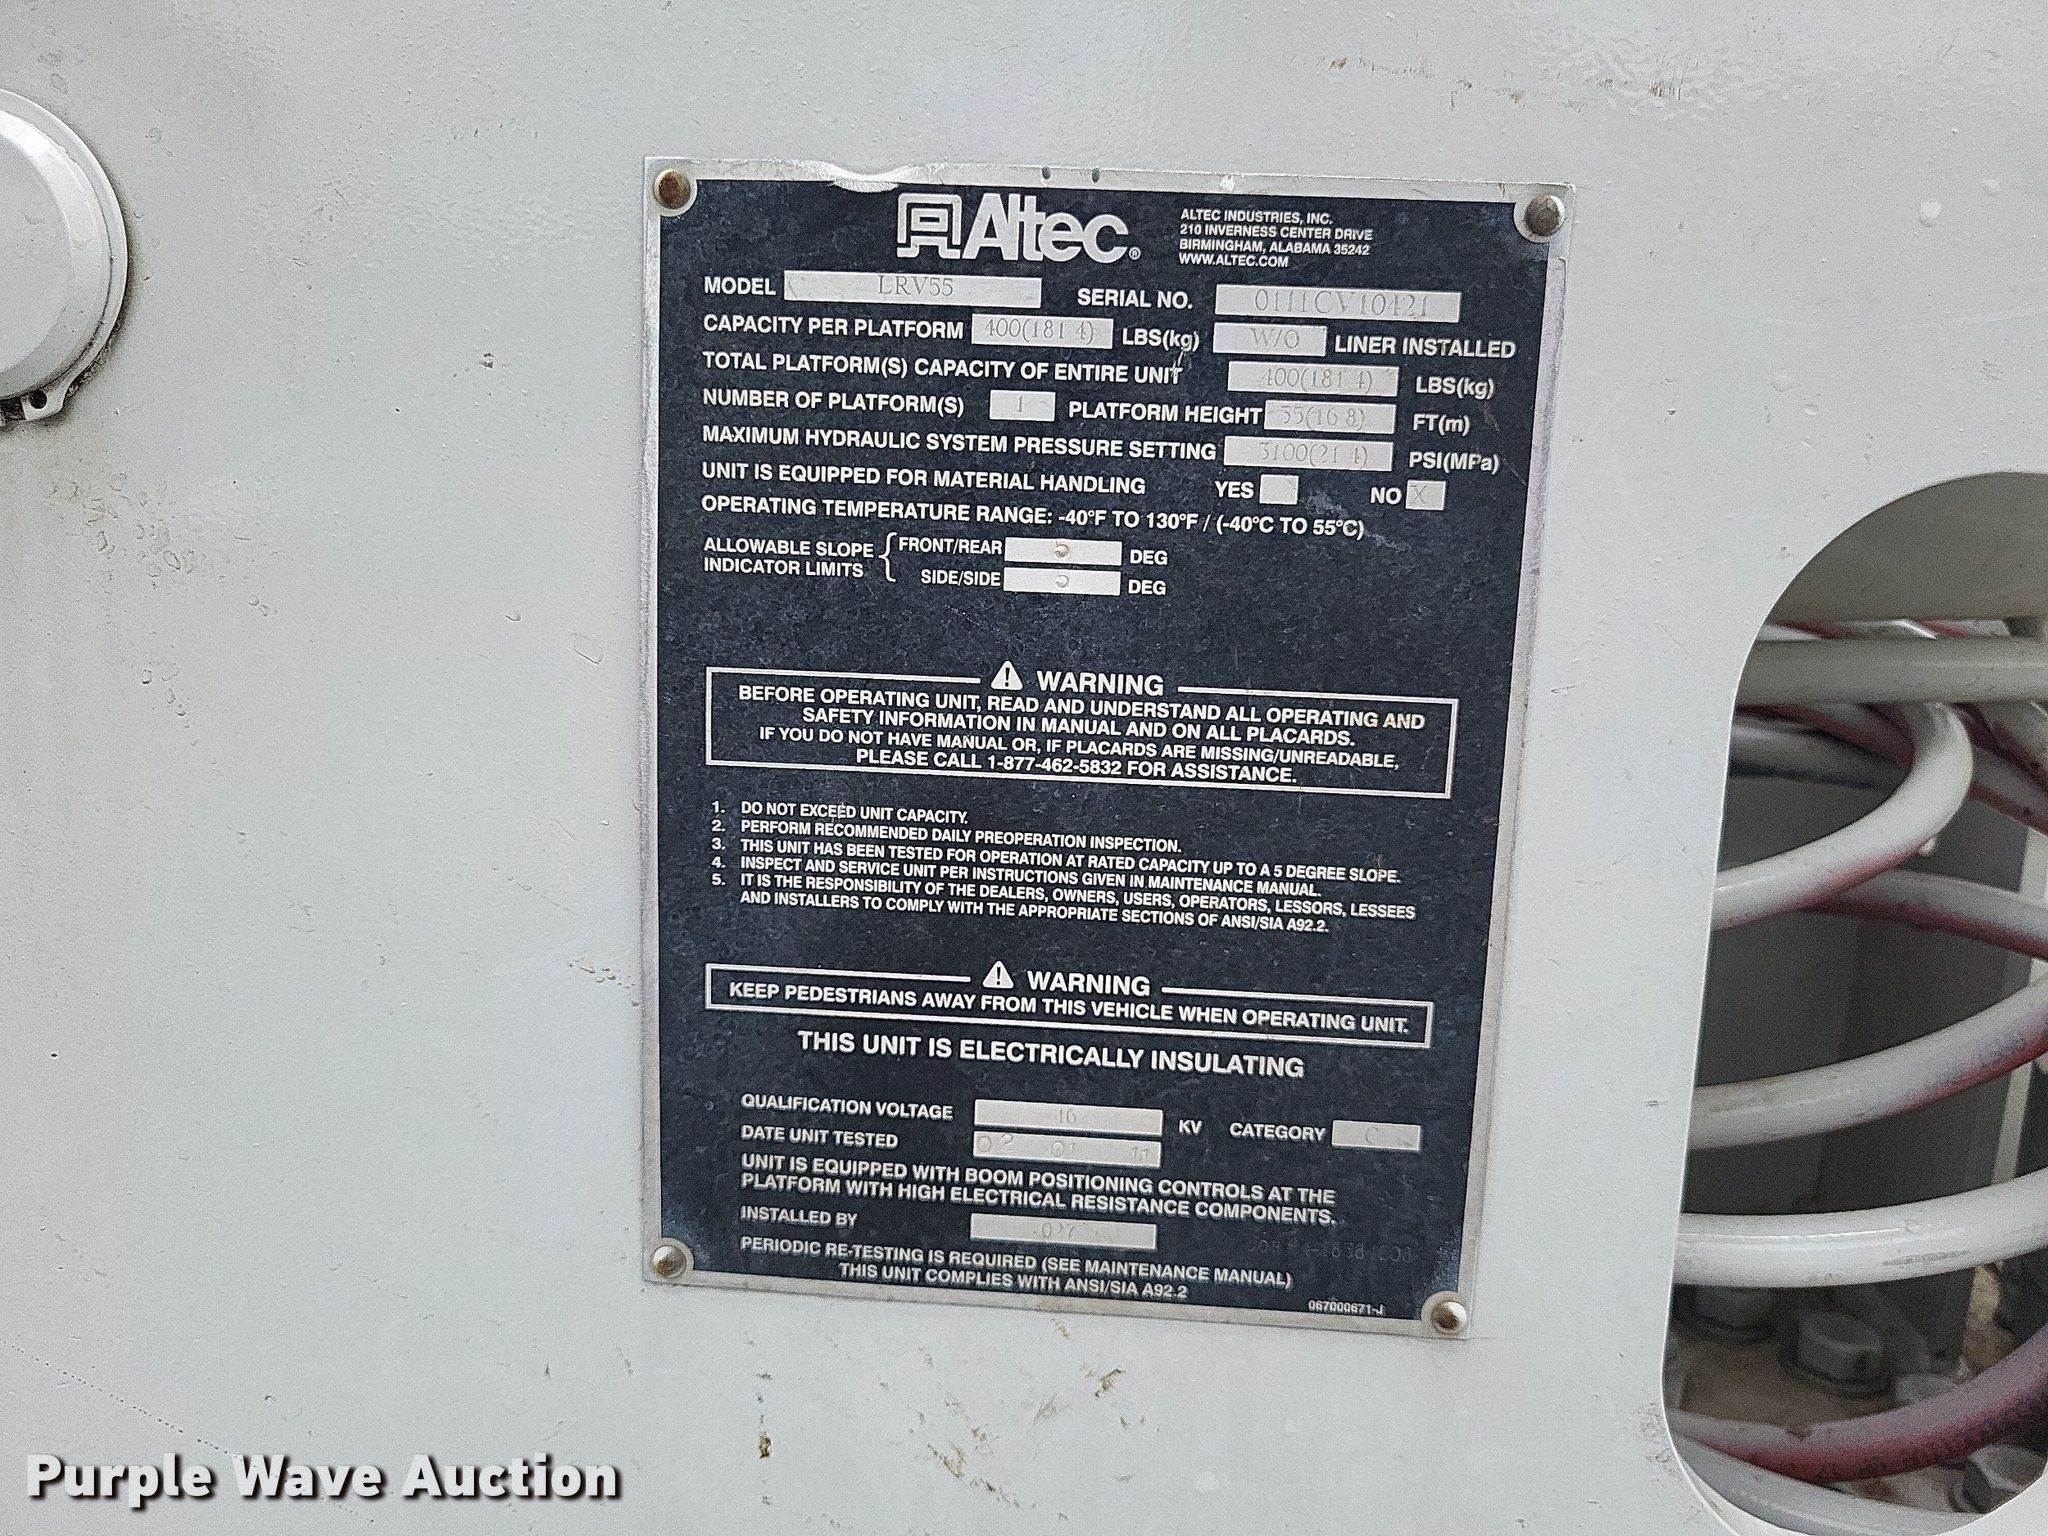 Altec®
ALTEC INDUSTRIES, INC.
210 INVERNESS CENTER DRIVE
BIRMINGHAM, ALABAMA 35242
WWW.ALTEC.COM
MODEL LRV55 SERIAL NO. 0111CV10421
CAPACITY PER PLATFORM 400(181 4) LBS(kg) W/O LINER INSTALLED
TOTAL PLATFORM(S) CAPACITY OF ENTIRE UNIT 400(181 4) LBS(kg)
NUMBER OF PLATFORM(S) 1 PLATFORM HEIGHT 55(16 8) FT(m)
MAXIMUM HYDRAULIC SYSTEM PRESSURE SETTING 3100(21 4) PSI(MPa)
UNIT IS EQUIPPED FOR MATERIAL HANDLING YES NO X
OPERATING TEMPERATURE RANGE: -40°F TO 130°F / (-40°C TO 55°C)
ALLOWABLE SLOPE INDICATOR LIMITS { FRONT/REAR 5 DEG
SIDE/SIDE 5 DEG
⚠ WARNING
BEFORE OPERATING UNIT, READ AND UNDERSTAND ALL OPERATING AND
SAFETY INFORMATION IN MANUAL AND ON ALL PLACARDS.
IF YOU DO NOT HAVE MANUAL OR, IF PLACARDS ARE MISSING/UNREADABLE,
PLEASE CALL 1-877-462-5832 FOR ASSISTANCE.
1. DO NOT EXCEED UNIT CAPACITY.
2. PERFORM RECOMMENDED DAILY PREOPERATION INSPECTION.
3. THIS UNIT HAS BEEN TESTED FOR OPERATION AT RATED CAPACITY UP TO A 5 DEGREE SLOPE.
4. INSPECT AND SERVICE UNIT PER INSTRUCTIONS GIVEN IN MAINTENANCE MANUAL.
5. IT IS THE RESPONSIBILITY OF THE DEALERS, OWNERS, USERS, OPERATORS, LESSORS, LESSEES
AND INSTALLERS TO COMPLY WITH THE APPROPRIATE SECTIONS OF ANSI/SIA A92.2.
⚠ WARNING
KEEP PEDESTRIANS AWAY FROM THIS VEHICLE WHEN OPERATING UNIT.
THIS UNIT IS ELECTRICALLY INSULATING
QUALIFICATION VOLTAGE 46 KV CATEGORY C
DATE UNIT TESTED 02 01 11
UNIT IS EQUIPPED WITH BOOM POSITIONING CONTROLS AT THE
PLATFORM WITH HIGH ELECTRICAL RESISTANCE COMPONENTS.
INSTALLED BY
PERIODIC RE-TESTING IS REQUIRED (SEE MAINTENANCE MANUAL)
THIS UNIT COMPLIES WITH ANSI/SIA A92.2
067000671-J
Purple Wave Auction